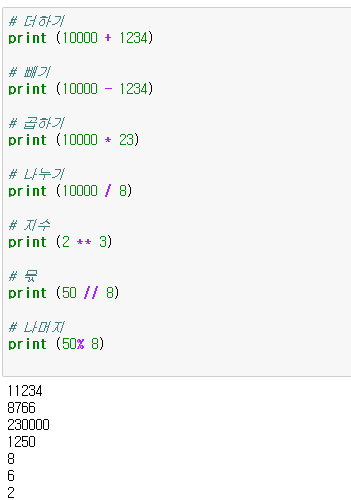 # 더하기
print (10000 + 1234)
# 빼기
print (10000 - 1234)
# 곱하기
print (10000 * 23)
# 나누기
print (10000 / 8)
# 지수
print (2 ** 3)
# 몫
print (50 // 8)
# 나머지
print (50% 8)
11234
8766
230000
1250
8
6
2